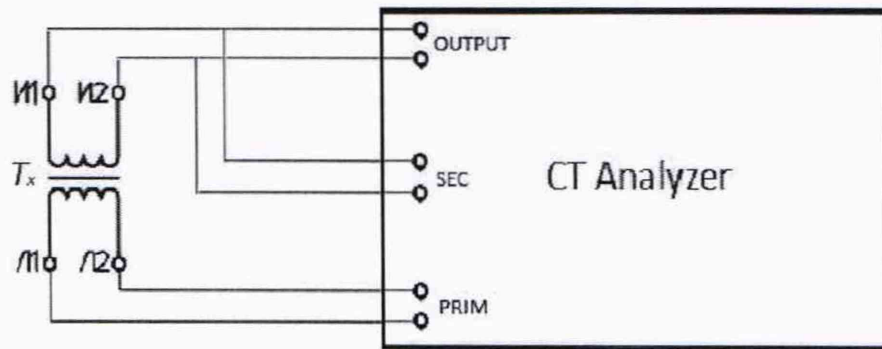 OUTPUT
И1 И2
Tx
SEC
CT Analyzer
Л1 Л2
PRIM